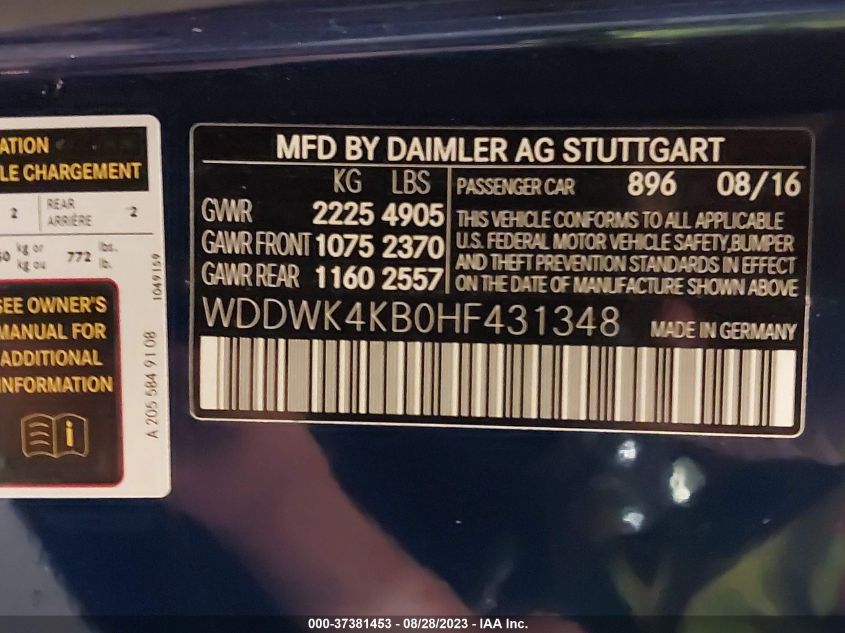 ATION
LE CHARGEMENT
2 REAR ARRIÈRE 2
kg or kg ou 772 lbs. lb.
SEE OWNER'S
MANUAL FOR
ADDITIONAL
INFORMATION
1049159
A 205 584 91 08
MFD BY DAIMLER AG STUTTGART
KG LBS
GVWR 2225 4905
GAWR FRONT 1075 2370
GAWR REAR 1160 2557
PASSENGER CAR 896 08/16
THIS VEHICLE CONFORMS TO ALL APPLICABLE
U.S. FEDERAL MOTOR VEHICLE SAFETY,BUMPER
AND THEFT PREVENTION STANDARDS IN EFFECT
ON THE DATE OF MANUFACTURE SHOWN ABOVE
WDDWK4KB0HF431348 MADE IN GERMANY
000-37381453 - 08/28/2023 - IAA Inc.